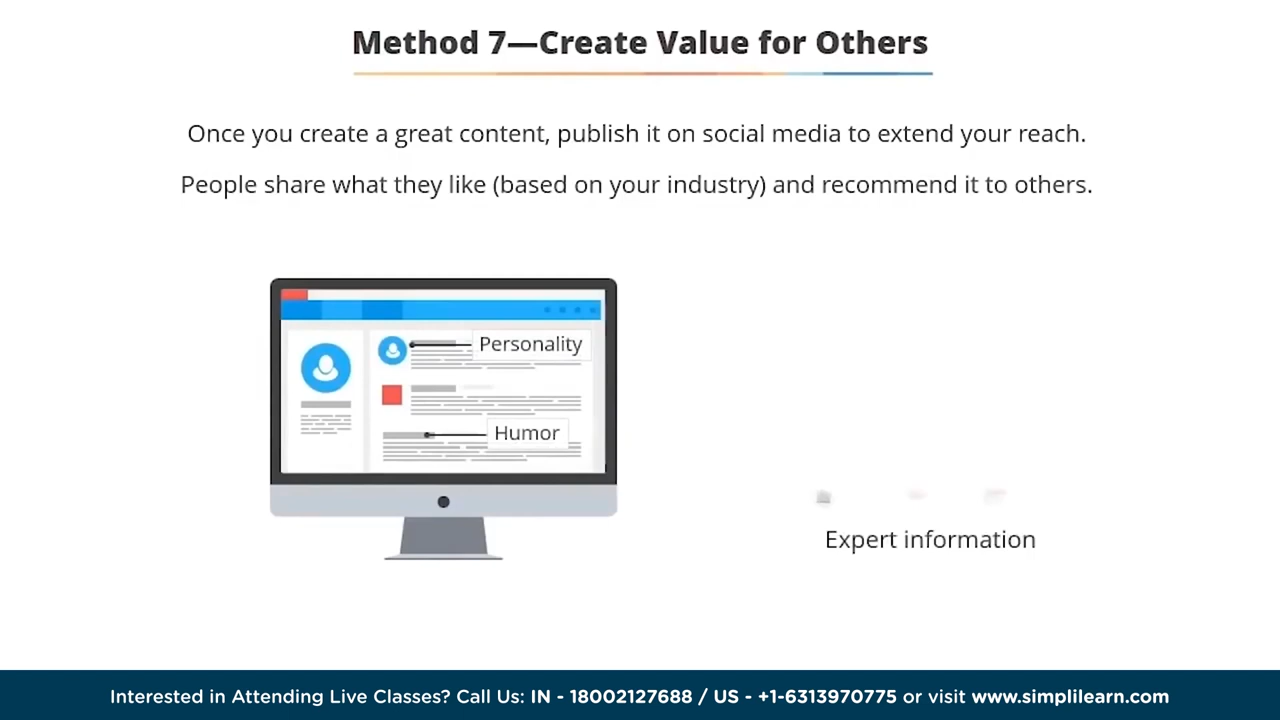 Method 7—Create Value for Others
Once you create a great content, publish it on social media to extend your reach.
People share what they like (based on your industry) and recommend it to others.
Personality
Humor
Expert information
Interested in Attending Live Classes? Call Us: IN - 18002127688 / US - +1-6313970775 or visit www.simplilearn.com